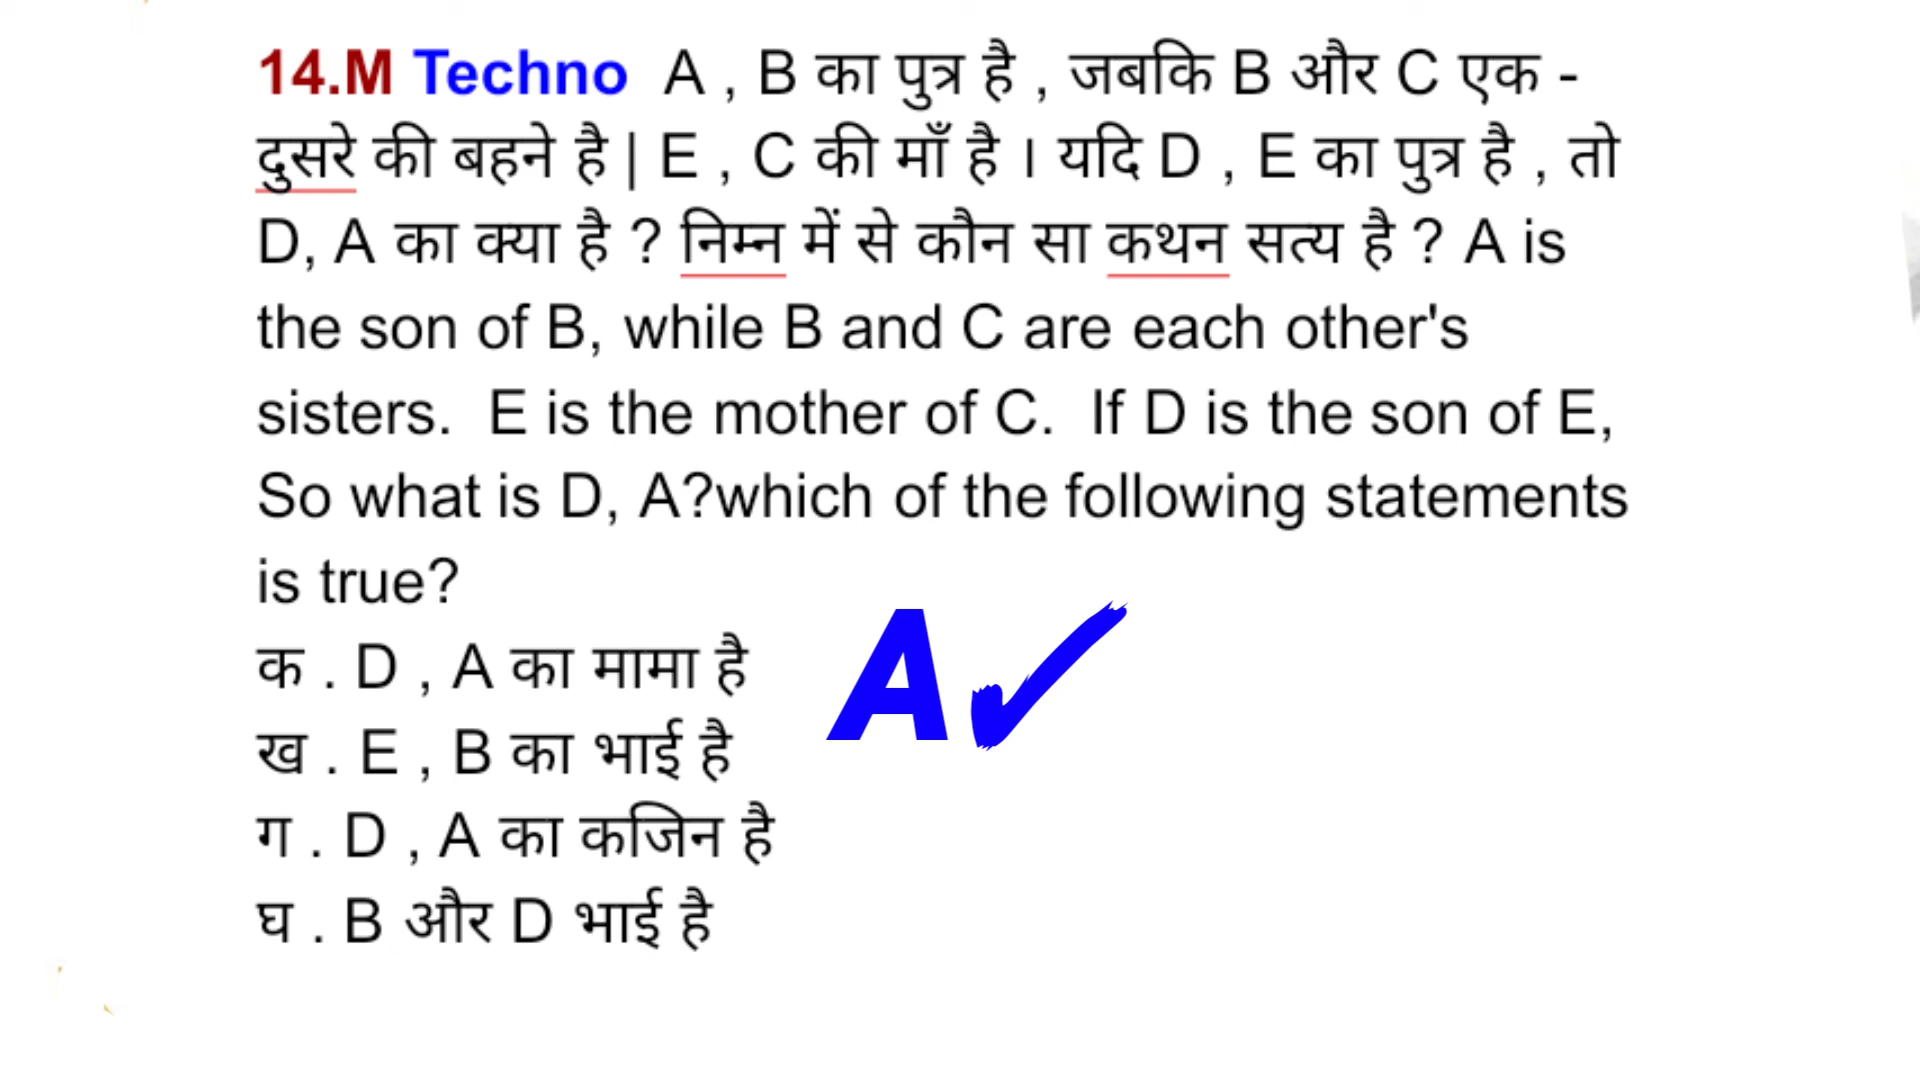 14.M Techno A , B का पुत्र है , जबकि B और C एक -
दुसरे की बहने है | E , C की माँ है । यदि D , E का पुत्र है , तो
D, A का क्या है ? निम्न में से कौन सा कथन सत्य है ? A is
the son of B, while B and C are each other's
sisters. E is the mother of C. If D is the son of E,
So what is D, A?which of the following statements
is true?
क . D , A का मामा है
A✓
ख . E , B का भाई है
ग . D , A का कजिन है
घ . B और D भाई है